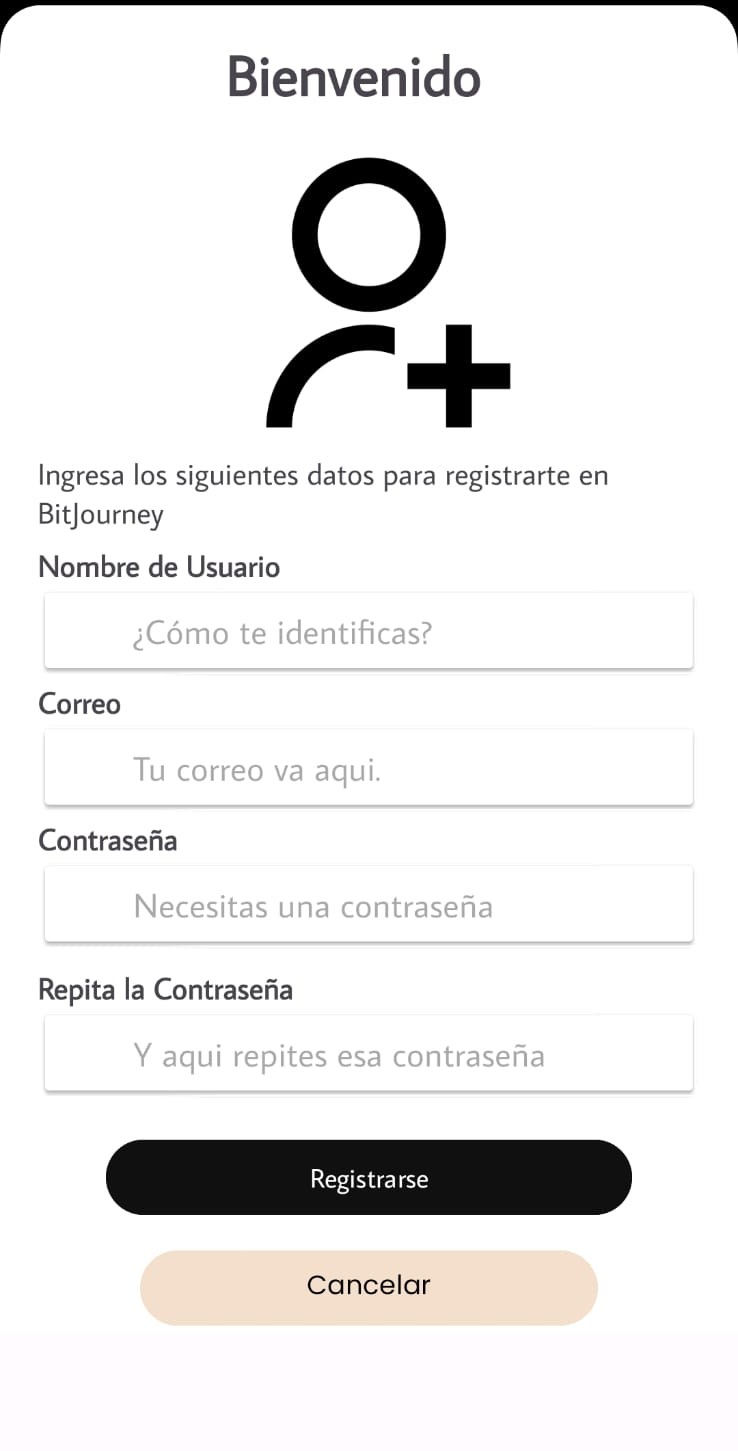 Bienvenido
Ingresa los siguientes datos para registrarte en
BitJourney
Nombre de Usuario
¿Cómo te identificas?
Correo
Tu correo va aqui.
Contraseña
Necesitas una contraseña
Repita la Contraseña
Y aqui repites esa contraseña
Registrarse
Cancelar